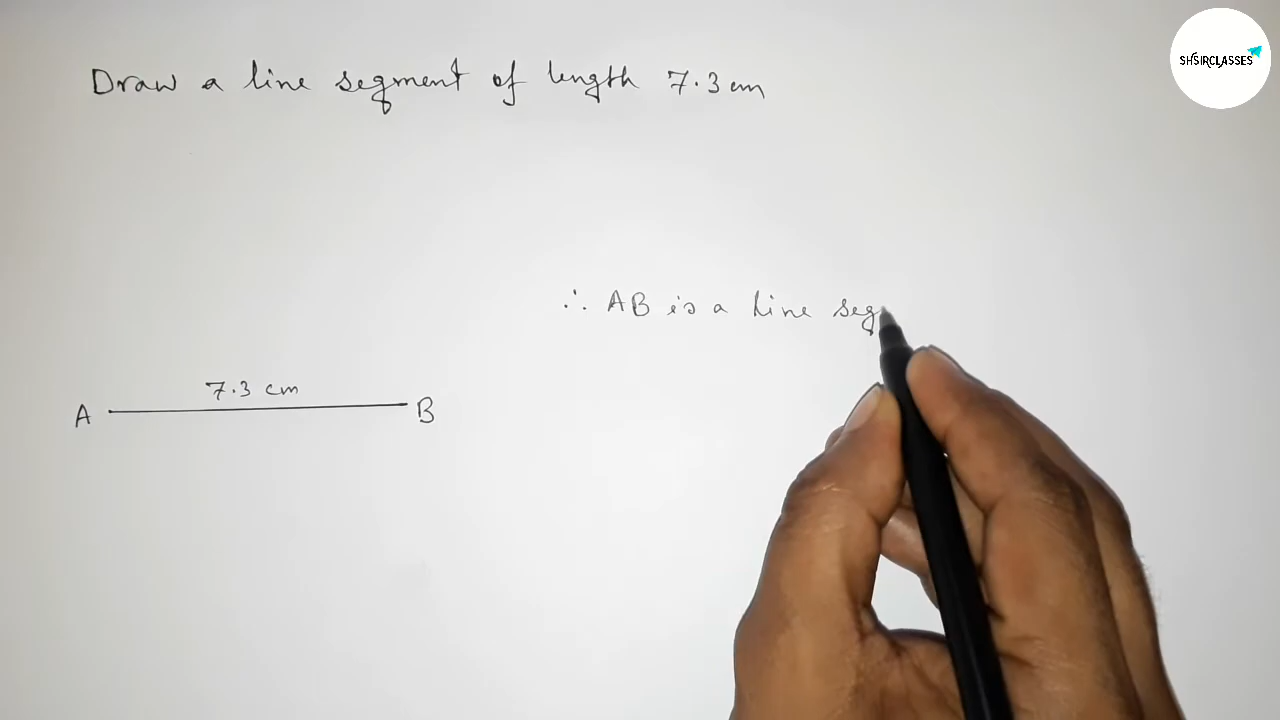 Draw a line segment of length 7.3 cm
SHSIRCLASSES
∴ AB is a line seg
7.3 cm
A B